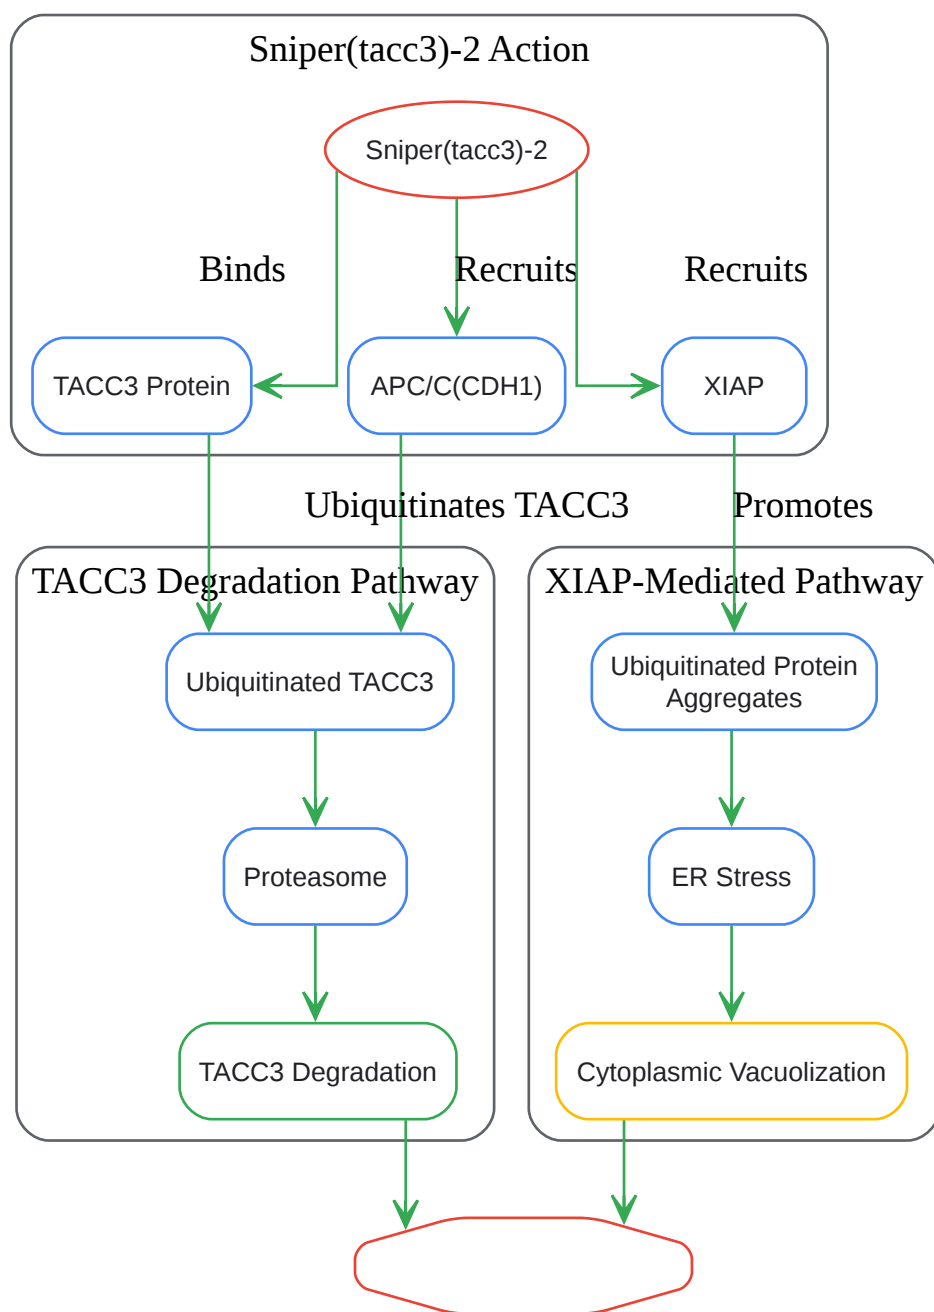 Sniper(tacc3)-2 Action
Sniper(tacc3)-2
Binds
Recruits
Recruits
TACC3 Protein
APC/C(CDH1)
XIAP
Ubiquitinates TACC3
Promotes
TACC3 Degradation Pathway
XIAP-Mediated Pathway
Ubiquitinated TACC3
Ubiquitinated Protein
Aggregates
Proteasome
ER Stress
TACC3 Degradation
Cytoplasmic Vacuolization